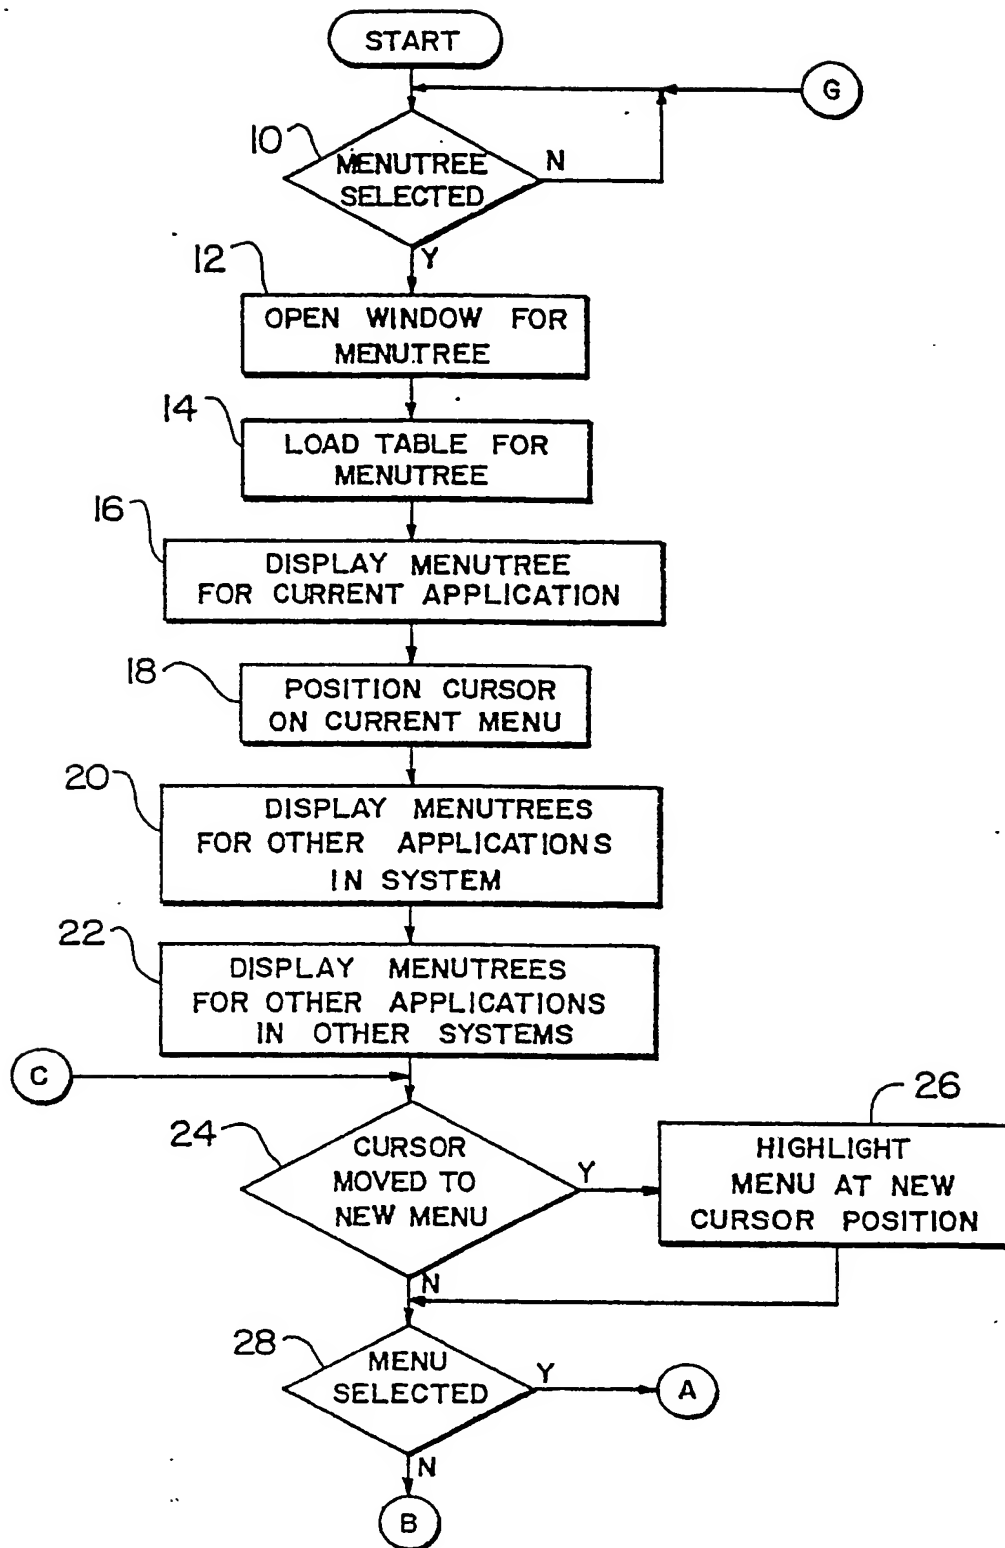 START
G
10
MENUTREE
SELECTED
N
Y
12
OPEN WINDOW FOR
MENUTREE
14
LOAD TABLE FOR
MENUTREE
16
DISPLAY MENUTREE
FOR CURRENT APPLICATION
18
POSITION CURSOR
ON CURRENT MENU
20
DISPLAY MENUTREES
FOR OTHER APPLICATIONS
IN SYSTEM
22
DISPLAY MENUTREES
FOR OTHER APPLICATIONS
IN OTHER SYSTEMS
C
24
CURSOR
MOVED TO
NEW MENU
Y
N
26
HIGHLIGHT
MENU AT NEW
CURSOR POSITION
28
MENU
SELECTED
Y
A
N
B